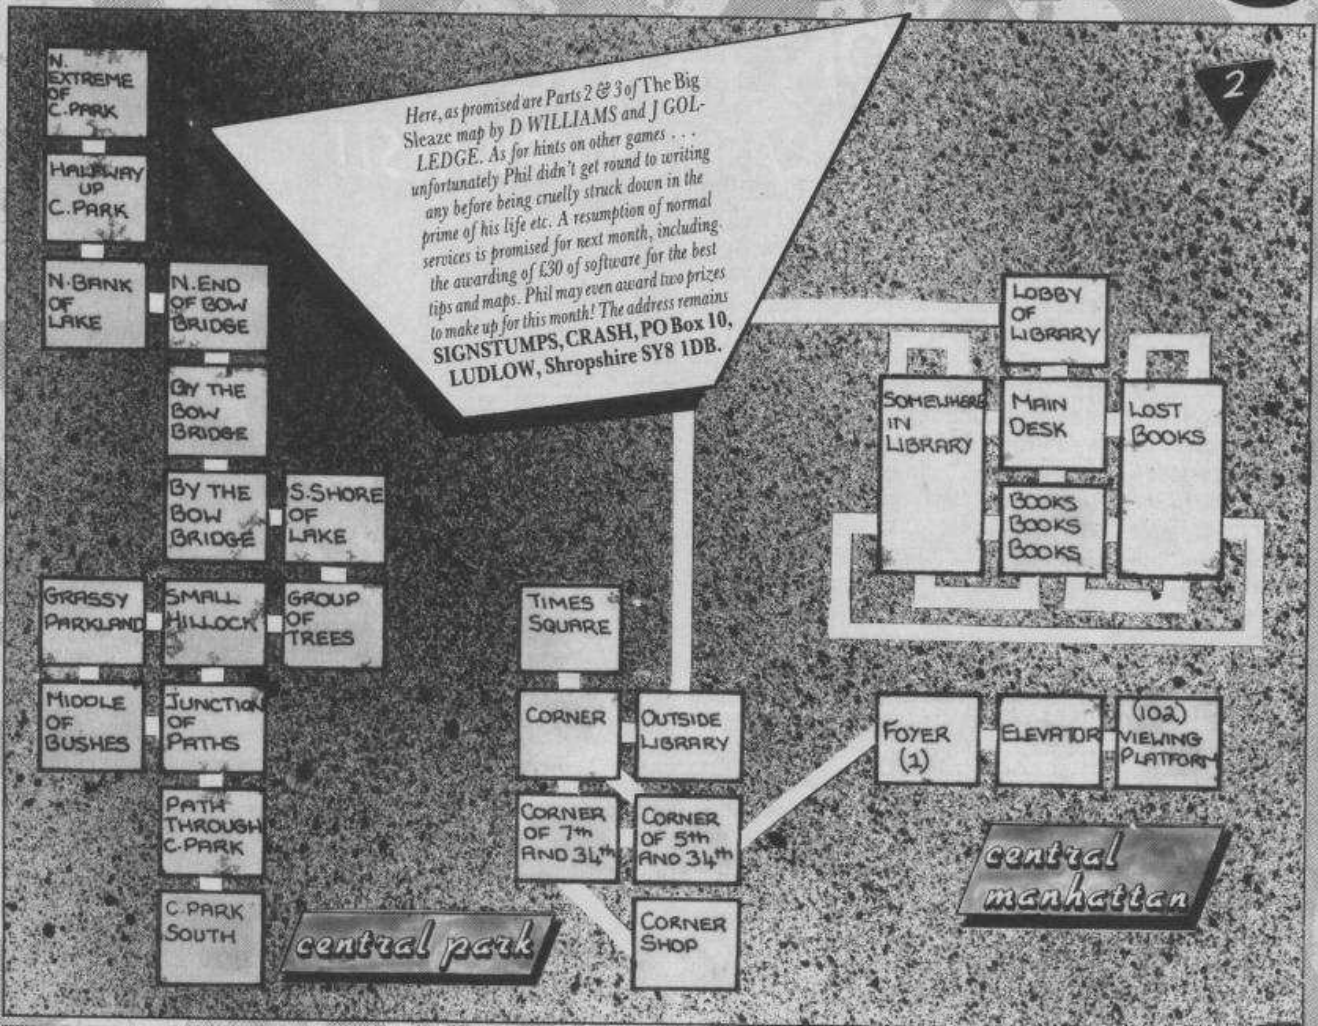 Here, as promised are Parts 2 & 3 of The Big
Sleaze map by D WILLIAMS and J GOL-
LEDGE. As for hints on other games . . .
unfortunately Phil didn't get round to writing
any before being cruelly struck down in the
prime of his life etc. A resumption of normal
services is promised for next month, including
the awarding of £30 of software for the best
tips and maps. Phil may even award two prizes
to make up for this month! The address remains
SIGNSTUMPS, CRASH, PO Box 10,
LUDLOW, Shropshire SY8 1DB.
2
N.
EXTREME
OF
C.PARK
HALFWAY
UP
C.PARK
N.BANK
OF
LAKE
N.END
OF BOW
BRIDGE
BY THE
BOW
BRIDGE
BY THE
BOW
BRIDGE
S.SHORE
OF
LAKE
GRASSY
PARKLAND
SMALL
HILLOCK
GROUP
OF
TREES
MIDDLE
OF
BUSHES
JUNCTION
OF
PATHS
PATH
THROUGH
C.PARK
C.PARK
SOUTH
central park
TIMES
SQUARE
CORNER
OUTSIDE
LIBRARY
CORNER
OF 7th
AND 34th
CORNER
OF 5th
AND 34th
CORNER
SHOP
LOBBY
OF
LIBRARY
SOMEWHERE
IN
LIBRARY
MAIN
DESK
LOST
BOOKS
BOOKS
BOOKS
BOOKS
FOYER
(1)
ELEVATOR
(102)
VIEWING
PLATFORM
central
manhattan